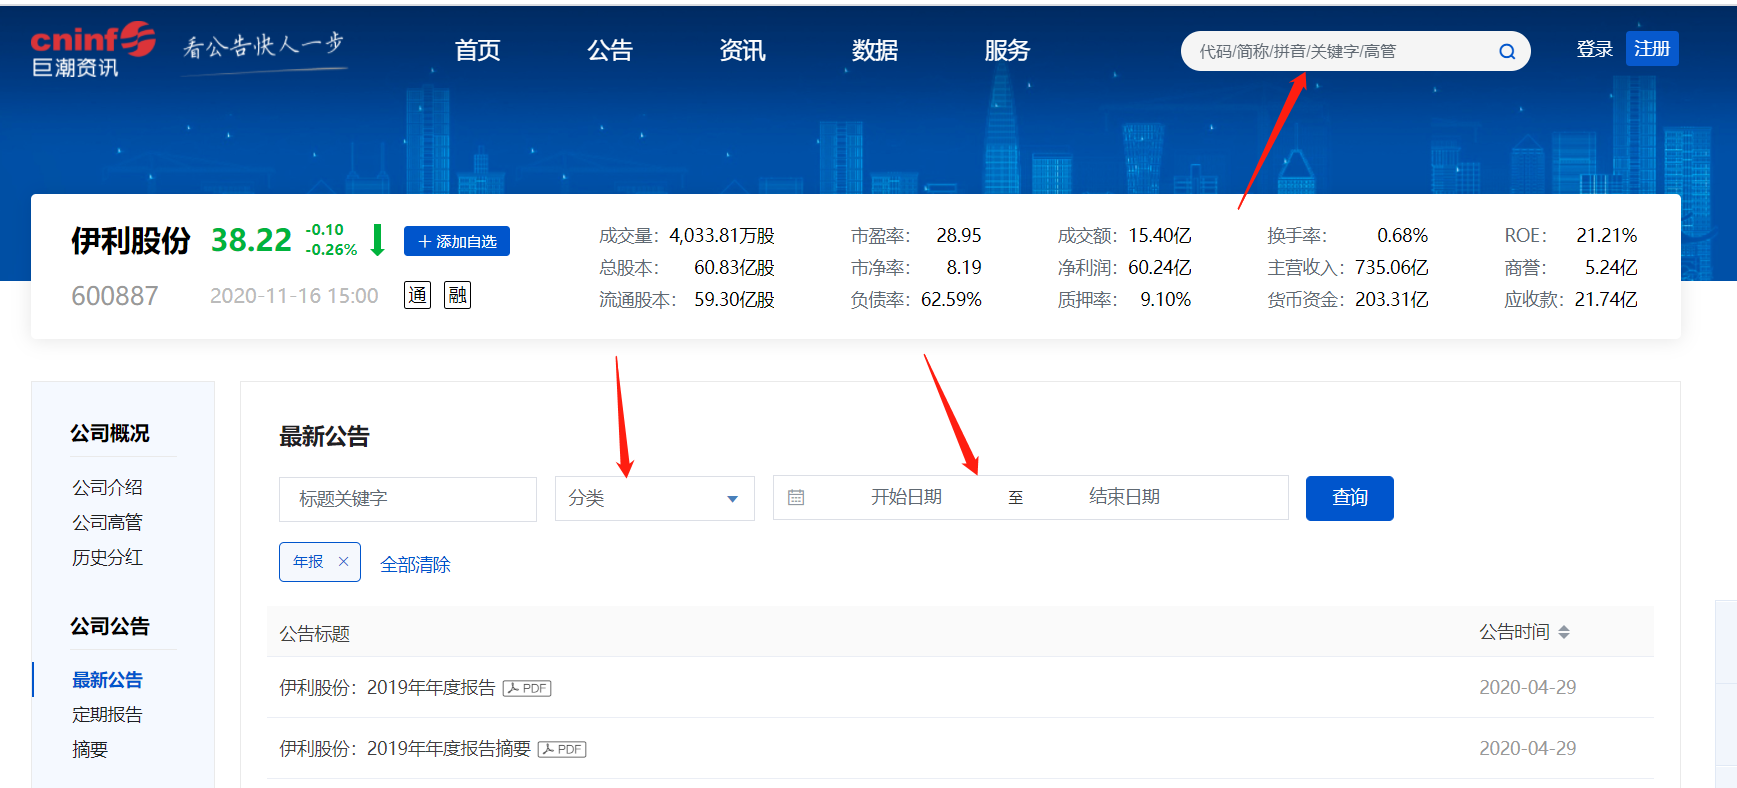 cninf
巨潮资讯
看公告快人一步
首页 公告 资讯 数据 服务
代码/简称/拼音/关键字/高管
登录 注册
伊利股份 38.22 -0.10 -0.26%
+ 添加自选
600887 2020-11-16 15:00 通 融
成交量: 4,033.81万股 市盈率: 28.95 成交额: 15.40亿 换手率: 0.68% ROE: 21.21%
总股本: 60.83亿股 市净率: 8.19 净利润: 60.24亿 主营收入: 735.06亿 商誉: 5.24亿
流通股本: 59.30亿股 负债率: 62.59% 质押率: 9.10% 货币资金: 203.31亿 应收款: 21.74亿
公司概况
公司介绍
公司高管
历史分红
公司公告
最新公告
定期报告
摘要
最新公告
标题关键字 分类 开始日期 至 结束日期 查询
年报 × 全部清除
公告标题 公告时间
伊利股份：2019年年度报告 PDF 2020-04-29
伊利股份：2019年年度报告摘要 PDF 2020-04-29